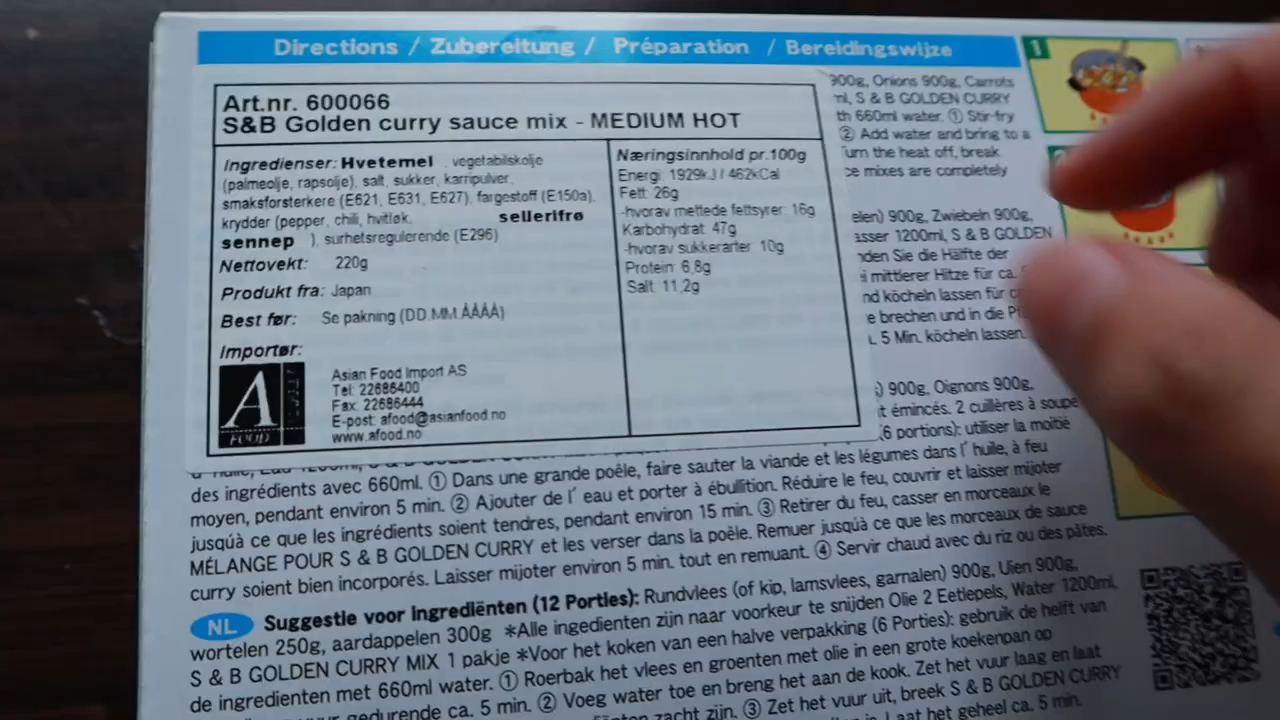 Directions / Zubereitung / Préparation / Bereidingswijze
1
Art.nr. 600066
S&B Golden curry sauce mix - MEDIUM HOT
Ingredienser: Hvetemel , vegetabilskolje
(palmeolje, rapsolje), salt, sukker, karripulver,
smaksforsterkere (E621, E631, E627), fargestoff (E150a),
krydder (pepper, chili, hvitløk, sellerifrø
sennep ), surhetsregulerende (E296)
Nettovekt: 220g
Produkt fra: Japan
Best før: Se pakning (DD.MM.ÅÅÅÅ)
Importør:
A
FOOD
Asian Food Import AS
Tel: 22686400
Fax: 22686444
E-post: afood@asianfood.no
www.afood.no
Næringsinnhold pr.100g
Energi: 1929kJ / 462kCal
Fett: 26g
-hvorav mettede fettsyrer: 16g
Karbohydrat: 47g
-hvorav sukkerarter: 10g
Protein: 6,8g
Salt: 11,2g
900g, Onions 900g, Carrots
ml, S & B GOLDEN CURRY
th 660ml water. ① Stir-fry
② Add water and bring to a
Turn the heat off, break
ce mixes are completely
elen) 900g, Zwiebeln 900g,
asser 1200ml, S & B GOLDEN
nden Sie die Hälfte der
ei mittlerer Hitze für ca.
nd köcheln lassen für
e brechen und in die
5 Min. köcheln lassen.
900g, Oignons 900g,
émincés. 2 cuillères à soupe
(6 portions): utiliser la moitié
des ingrédients avec 660ml. ① Dans une grande poêle, faire sauter la viande et les légumes dans l' huile, à feu
moyen, pendant environ 5 min. ② Ajouter de l' eau et porter à ébullition. Réduire le feu, couvrir et laisser mijoter
jusqúà ce que les ingrédients soient tendres, pendant environ 15 min. ③ Retirer du feu, casser en morceaux le
MÉLANGE POUR S & B GOLDEN CURRY et les verser dans la poêle. Remuer jusqúà ce que les morceaux de sauce
curry soient bien incorporés. Laisser mijoter environ 5 min. tout en remuant. ④ Servir chaud avec du riz ou des pâtes.
NL Suggestie voor Ingrediënten (12 Porties): Rundvlees (of kip, lamsvlees, garnalen) 900g, Uien 900g,
wortelen 250g, aardappelen 300g *Alle ingedienten zijn naar voorkeur te snijden Olie 2 Eetlepels, Water 1200ml,
S & B GOLDEN CURRY MIX 1 pakje *Voor het koken van een halve verpakking (6 Porties): gebruik de helft van
de ingredienten met 660ml water. ① Roerbak het vlees en groenten met olie in een grote koekenpan op
gedurende ca. 5 min. ② Voeg water toe en breng het aan de kook. Zet het vuur laag en laat
zacht zijn. ③ Zet het vuur uit, breek S & B GOLDEN CURRY
Laat het geheel ca. 5 min.